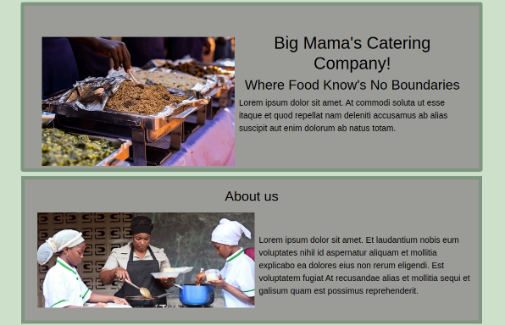 Big Mama's Catering
Company!
Where Food Know's No Boundaries
Lorem ipsum dolor sit amet. At commodi soluta ut esse
itaque et quod repellat nam deleniti accusamus ab alias
suscipit aut enim dolorum ab natus totam.
About us
Lorem ipsum dolor sit amet. Et laudantium nobis eum
voluptates nihil id aspernatur aliquam et mollitia
explicabo ea dolores eius non rerum eligendi. Est
voluptatem fugiat At recusandae alias et mollitia sequi et
galisum quam est possimus reprehenderit.